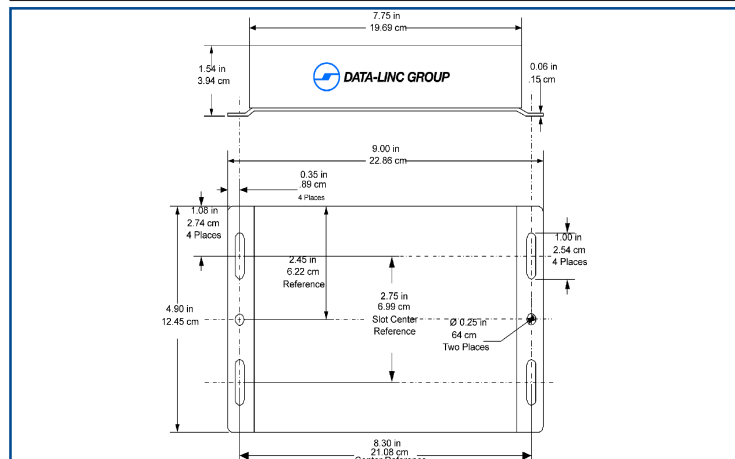 7.75 in
19.69 cm
1.54 in
3.94 cm
DATA-LINC GROUP
0.06 in
.15 cm
9.00 in
22.86 cm
0.35 in
.89 cm
4 Places
1.08 in
2.74 cm
4 Places
1.00 in
2.54 cm
4 Places
2.45 in
6.22 cm
Reference
2.75 in
6.99 cm
Slot Center
Reference
4.90 in
12.45 cm
Ø 0.25 in
64 cm
Two Places
8.30 in
21.08 cm
Center Reference